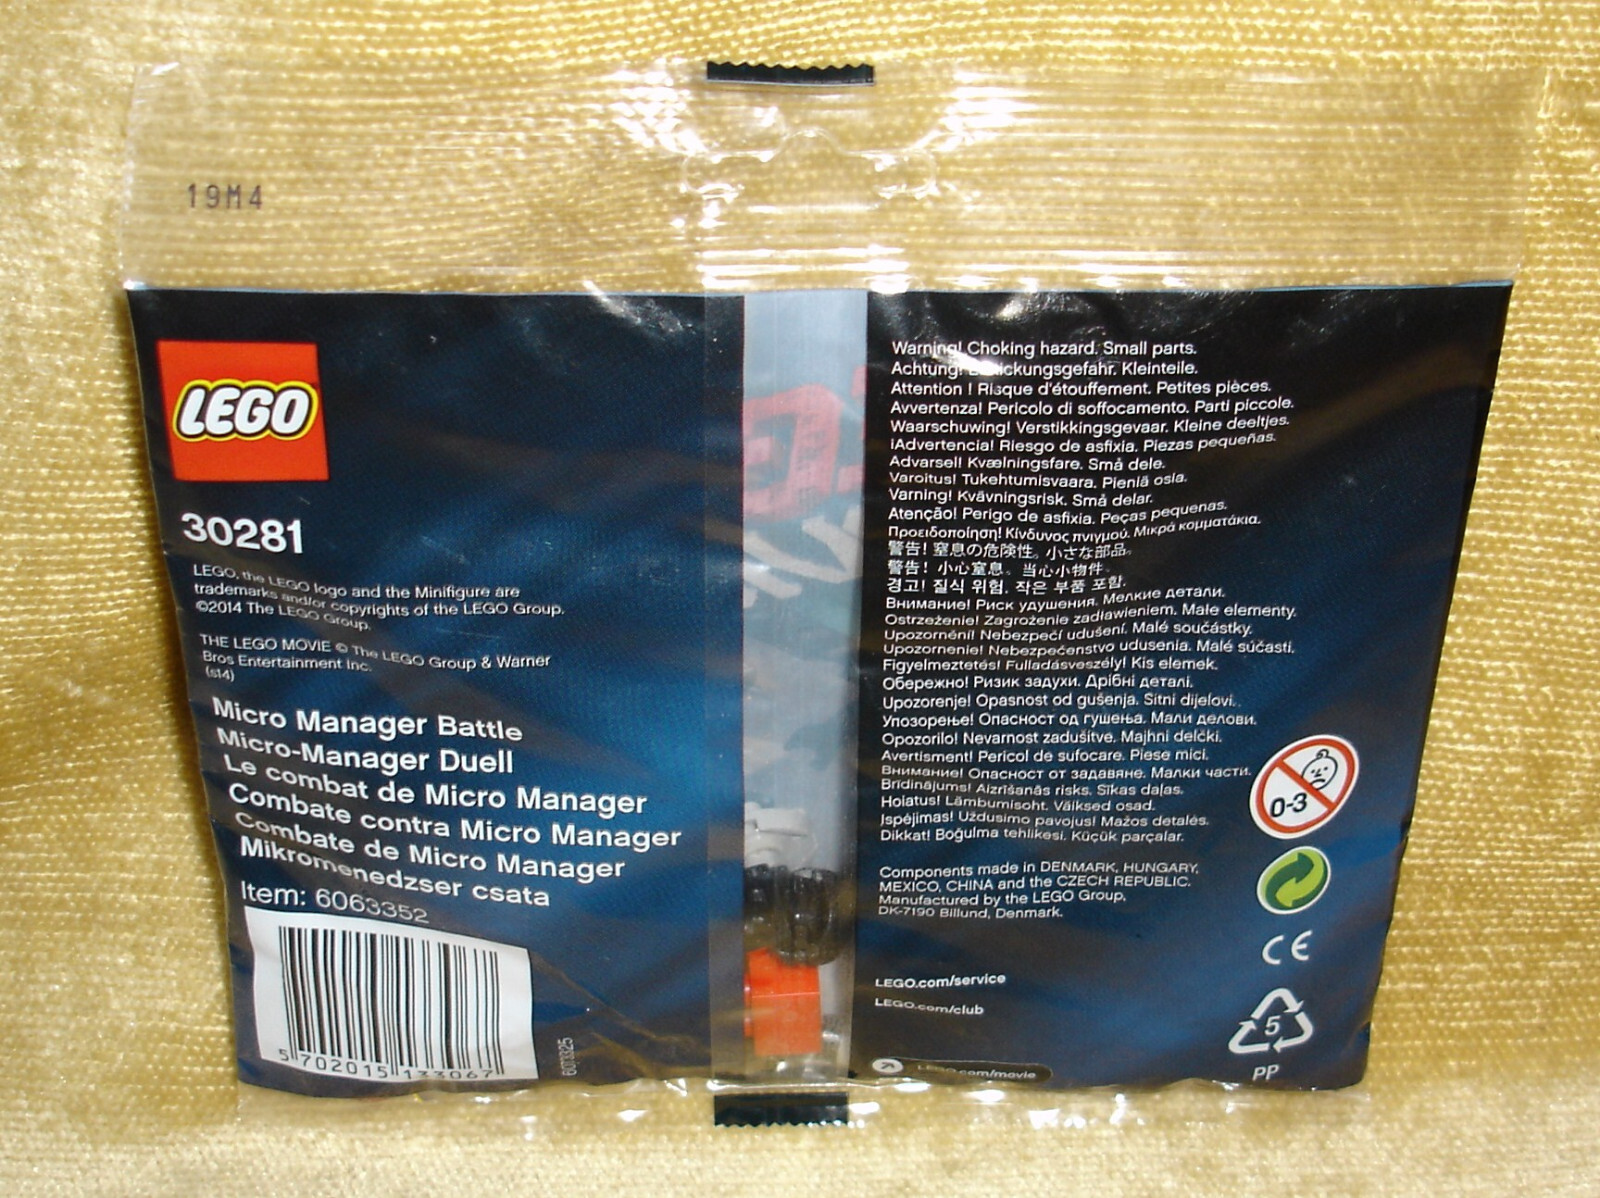 19M4
LEGO
30281
LEGO, the LEGO logo and the Minifigure are
trademarks and/or copyrights of the LEGO Group.
©2014 The LEGO Group.
THE LEGO MOVIE © The LEGO Group & Warner
Bros Entertainment Inc.
(s14)
Micro Manager Battle
Micro-Manager Duell
Le combat de Micro Manager
Combate contra Micro Manager
Combate de Micro Manager
Mikromenedzser csata
Item: 6063352
5 702015 133067
Warning! Choking hazard. Small parts.
Achtung! Kleinteile.
Attention ! Risque d'étouffement. Petites pièces.
Avvertenza! Pericolo di soffocamento. Parti piccole.
Waarschuwing! Verstikkingsgevaar. Kleine deeltjes.
¡Advertencia! Riesgo de asfixia. Piezas pequeñas.
Advarsel! Kvælningsfare. Små dele.
Varoitus! Tukehtumisvaara. Pieniä osia.
Varning! Kvävningsrisk. Små delar.
Atenção! Perigo de asfixia. Peças pequenas.
Προειδοποίηση! Κίνδυνος πνιγμού. Μικρά κομματάκια.
警告! 窒息の危険性。小さな部品。
警告! 小心窒息。当心小物件。
경고! 질식 위험. 작은 부품 포함.
Внимание! Риск удушения. Мелкие детали.
Ostrzeżenie! Zagrożenie zadławieniem. Małe elementy.
Upozornění! Nebezpečí udušení. Malé součástky.
Upozornenie! Nebezpečenstvo udusenia. Malé súčasti.
Figyelmeztetés! Fulladásveszély! Kis elemek.
Обережно! Ризик задухи. Дрібні деталі.
Upozorenje! Opasnost od gušenja. Sitni dijelovi.
Упозорење! Опасност од гушења. Мали делови.
Opozorilo! Nevarnost zadušitve. Majhni delčki.
Avertisment! Pericol de sufocare. Piese mici.
Внимание! Опасност от задавяне. Малки части.
Brīdinājums! Aizrīšanās risks. Sīkas daļas.
Hoiatus! Lämbumisoht. Väiksed osad.
Įspėjimas! Uždusimo pavojus! Mažos detalės.
Dikkat! Boğulma tehlikesi. Küçük parçalar.
0-3
Components made in DENMARK, HUNGARY,
MEXICO, CHINA and the CZECH REPUBLIC.
Manufactured by the LEGO Group,
DK-7190 Billund, Denmark.
CE
LEGO.com/service
LEGO.com/club
5
PP
LEGO.com/movie